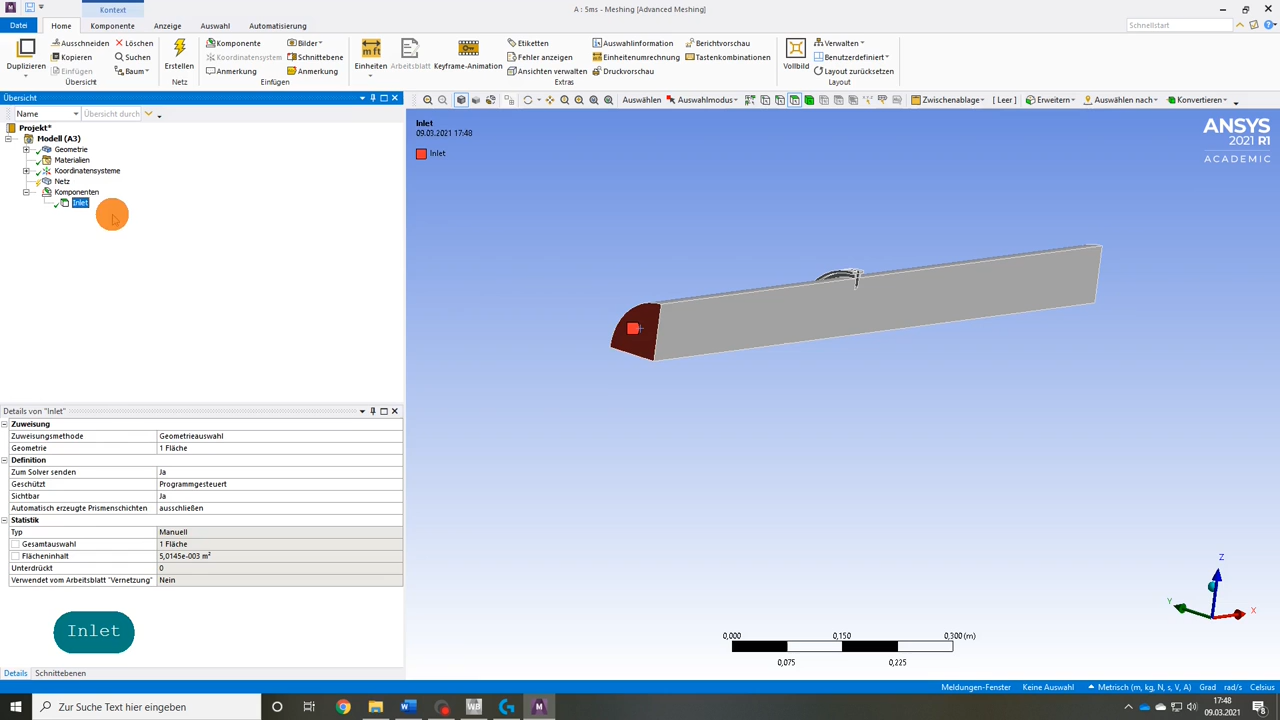 Kontext
A : Sms - Meshing [Advanced Meshing]
Datei Home Komponente Anzeige Auswahl Automatisierung
Schnellstart
Duplizieren
Ausschneiden Löschen
Kopieren Suchen
Einfügen Baum
Übersicht
Erstellen
Netz
Komponente Bilder
Koordinatensystem Schnittebene
Anmerkung Anmerkung
Einfügen
Einheiten Arbeitsblatt Keyframe-Animation
Etiketten Auswahlinformation Berichtvorschau
Fehler anzeigen Einheitenumrechnung Tastenkombinationen
Ansichten verwalten Druckvorschau
Extras
Vollbild
Verwalten
Benutzerdefiniert
Layout zurücksetzen
Layout
Übersicht
Auswählen Auswahlmodus Zwischenablage [ Leer ] Erweitern Auswählen nach Konvertieren
Name Übersicht durch
Projekt*
Modell (A3)
Geometrie
Materialien
Koordinatensysteme
Netz
Komponenten
Inlet
Inlet
09.03.2021 17:48
Inlet
ANSYS
2021 R1
ACADEMIC
Details von "Inlet"
Zuweisung
Zuweisungsmethode Geometrieauswahl
Geometrie 1 Fläche
Definition
Zum Solver senden Ja
Geschützt Programmgesteuert
Sichtbar Ja
Automatisch erzeugte Prismenschichten ausschließen
Statistik
Typ Manuell
Gesamtauswahl 1 Fläche
Flächeninhalt 5,0145e-003 m²
Unterdrückt 0
Verwendet vom Arbeitsblatt "Vernetzung" Nein
Inlet
Z
Y
X
0,000 0,150 0,300 (m)
0,075 0,225
Details Schnittebenen
Meldungen-Fenster Keine Auswahl Metrisch (m, kg, N, s, V, A) Grad rad/s Celsius
Zur Suche Text hier eingeben
17:48
09.03.2021
8